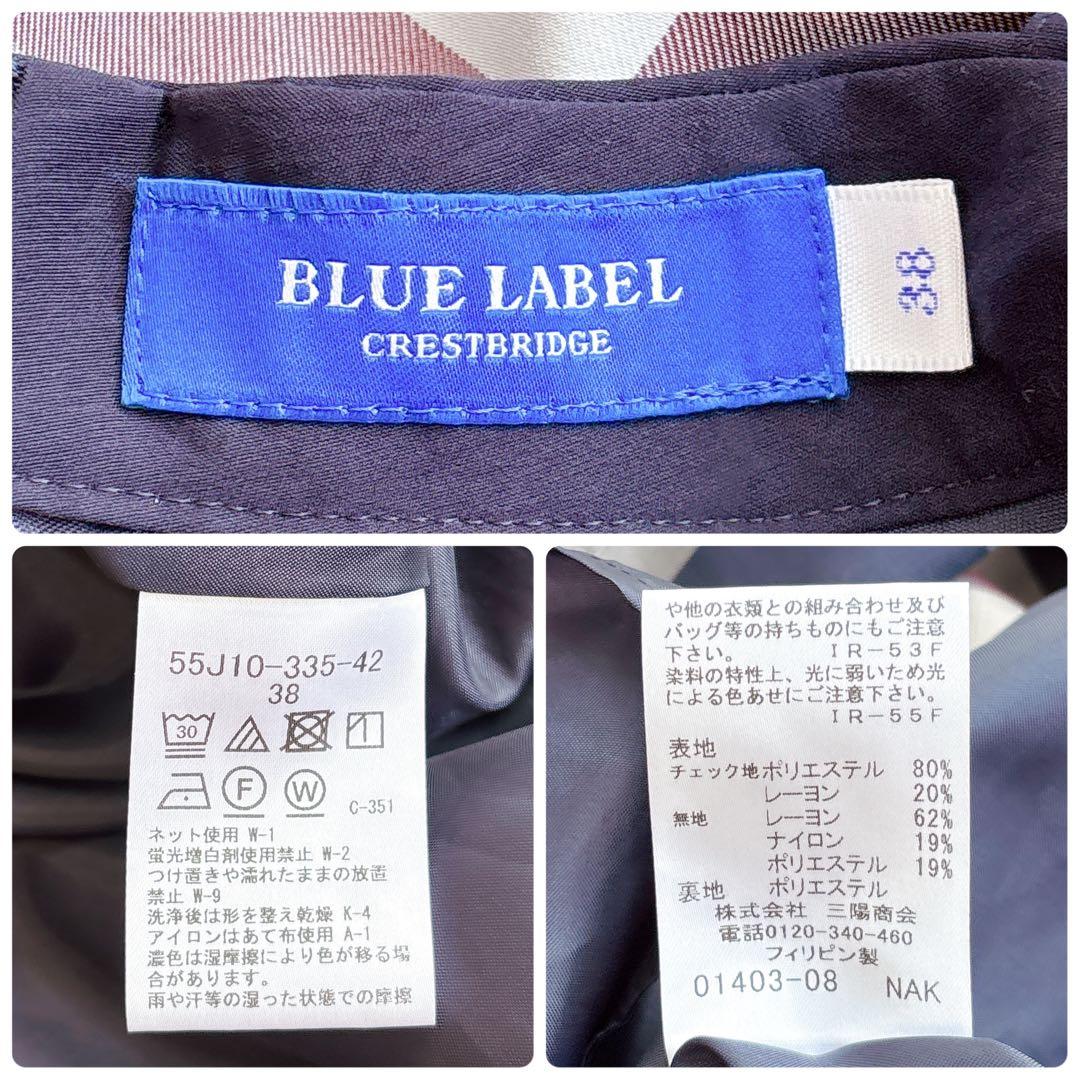 BLUE LABEL
CRESTBRIDGE
38
55J10-335-42
38
30
F
W
C-351
ネット使用 W-1
蛍光増白剤使用禁止 W-2
つけ置きや濡れたままの放置
禁止 W-9
洗浄後は形を整え乾燥 K-4
アイロンはあて布使用 A-1
濃色は湿摩擦により色が移る場
合があります。
雨や汗等の湿った状態での摩擦
や他の衣類との組み合わせ及び
バッグ等の持ちものにもご注意
下さい。 IR-53F
染料の特性上、光に弱いため光
による色あせにご注意下さい。
IR-55F
表地
チェック地 ポリエステル 80%
レーヨン 20%
無地 レーヨン 62%
ナイロン 19%
ポリエステル 19%
裏地 ポリエステル
株式会社 三陽商会
電話0120-340-460
フィリピン製
01403-08 NAK